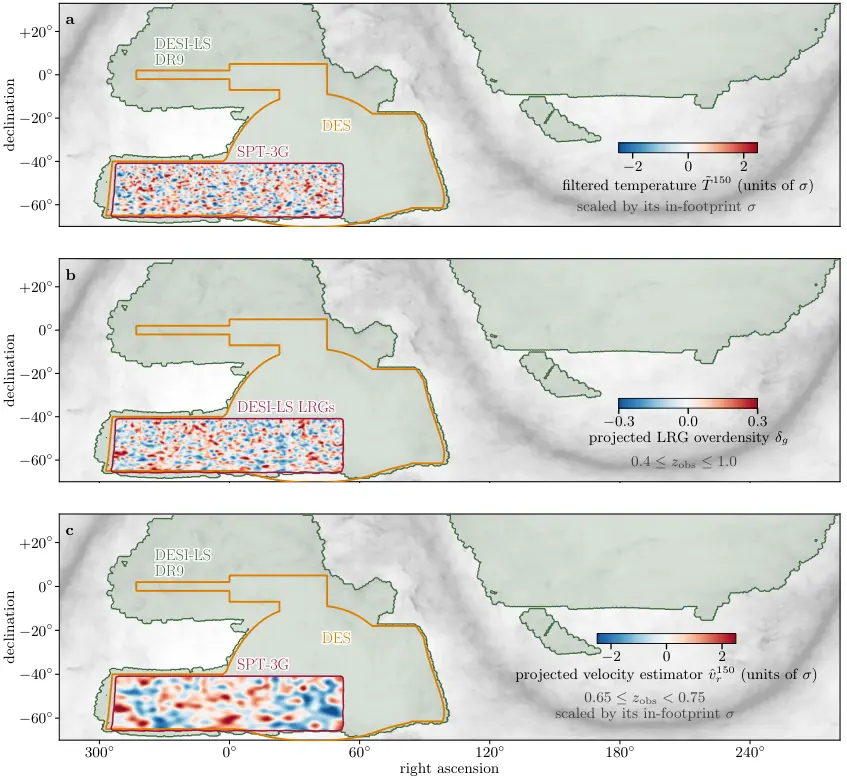 a
+20°
0°
−20°
−40°
−60°
declination
DESI-LS
DR9
DES
SPT-3G
−2 0 2
filtered temperature T̃¹⁵⁰ (units of σ)
scaled by its in-footprint σ
b
+20°
0°
−20°
−40°
−60°
declination
DESI-LS LRGs
−0.3 0.0 0.3
projected LRG overdensity δg
0.4 ≤ zobs ≤ 1.0
c
+20°
0°
−20°
−40°
−60°
declination
DESI-LS
DR9
DES
SPT-3G
−2 0 2
projected velocity estimator v̂r¹⁵⁰ (units of σ)
0.65 ≤ zobs < 0.75
scaled by its in-footprint σ
300° 0° 60° 120° 180° 240°
right ascension